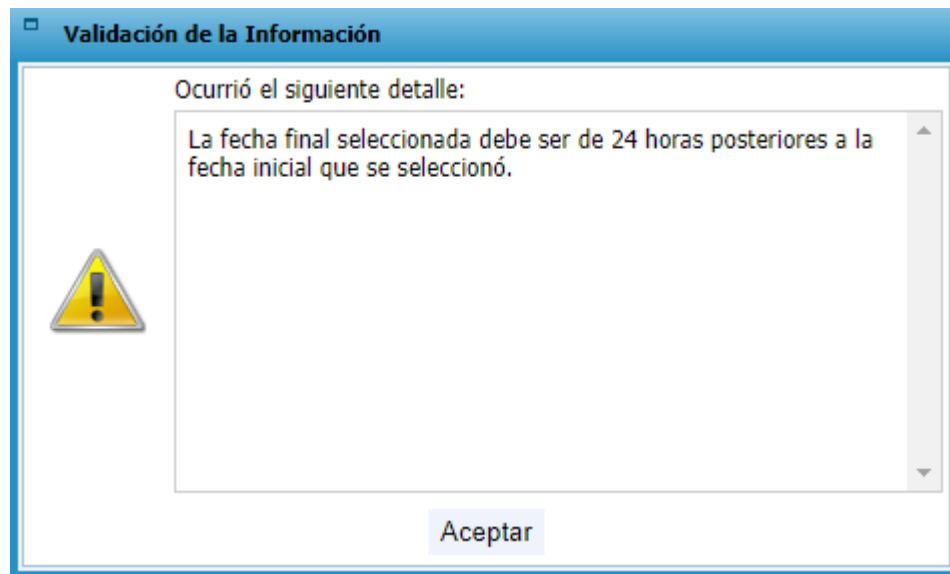 Validación de la Información
Ocurrió el siguiente detalle:
La fecha final seleccionada debe ser de 24 horas posteriores a la
fecha inicial que se seleccionó.
Aceptar